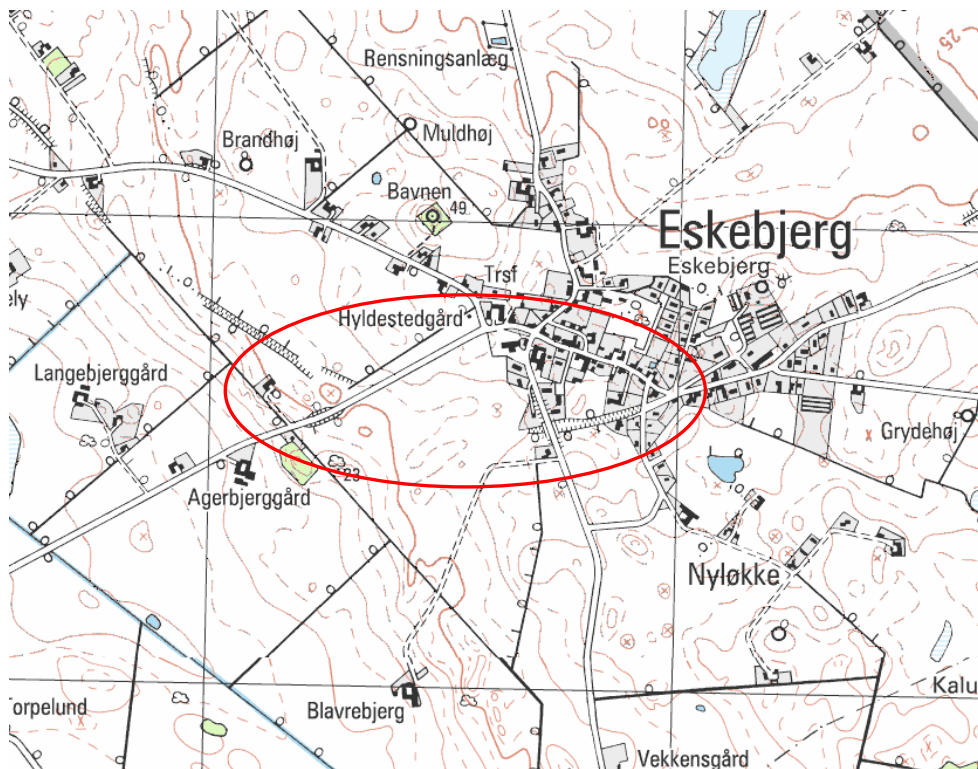 Rensningsanlæg
25
Brandhøj
Muldhøj
Bavnen
49
Eskebjerg
Eskebjerg
Trsf
ely
Hyldestedgård
Langebjerggård
Grydehøj
23
Agerbjerggård
Nyløkke
Kalu
orpelund
Blavrebjerg
Vekkensgård